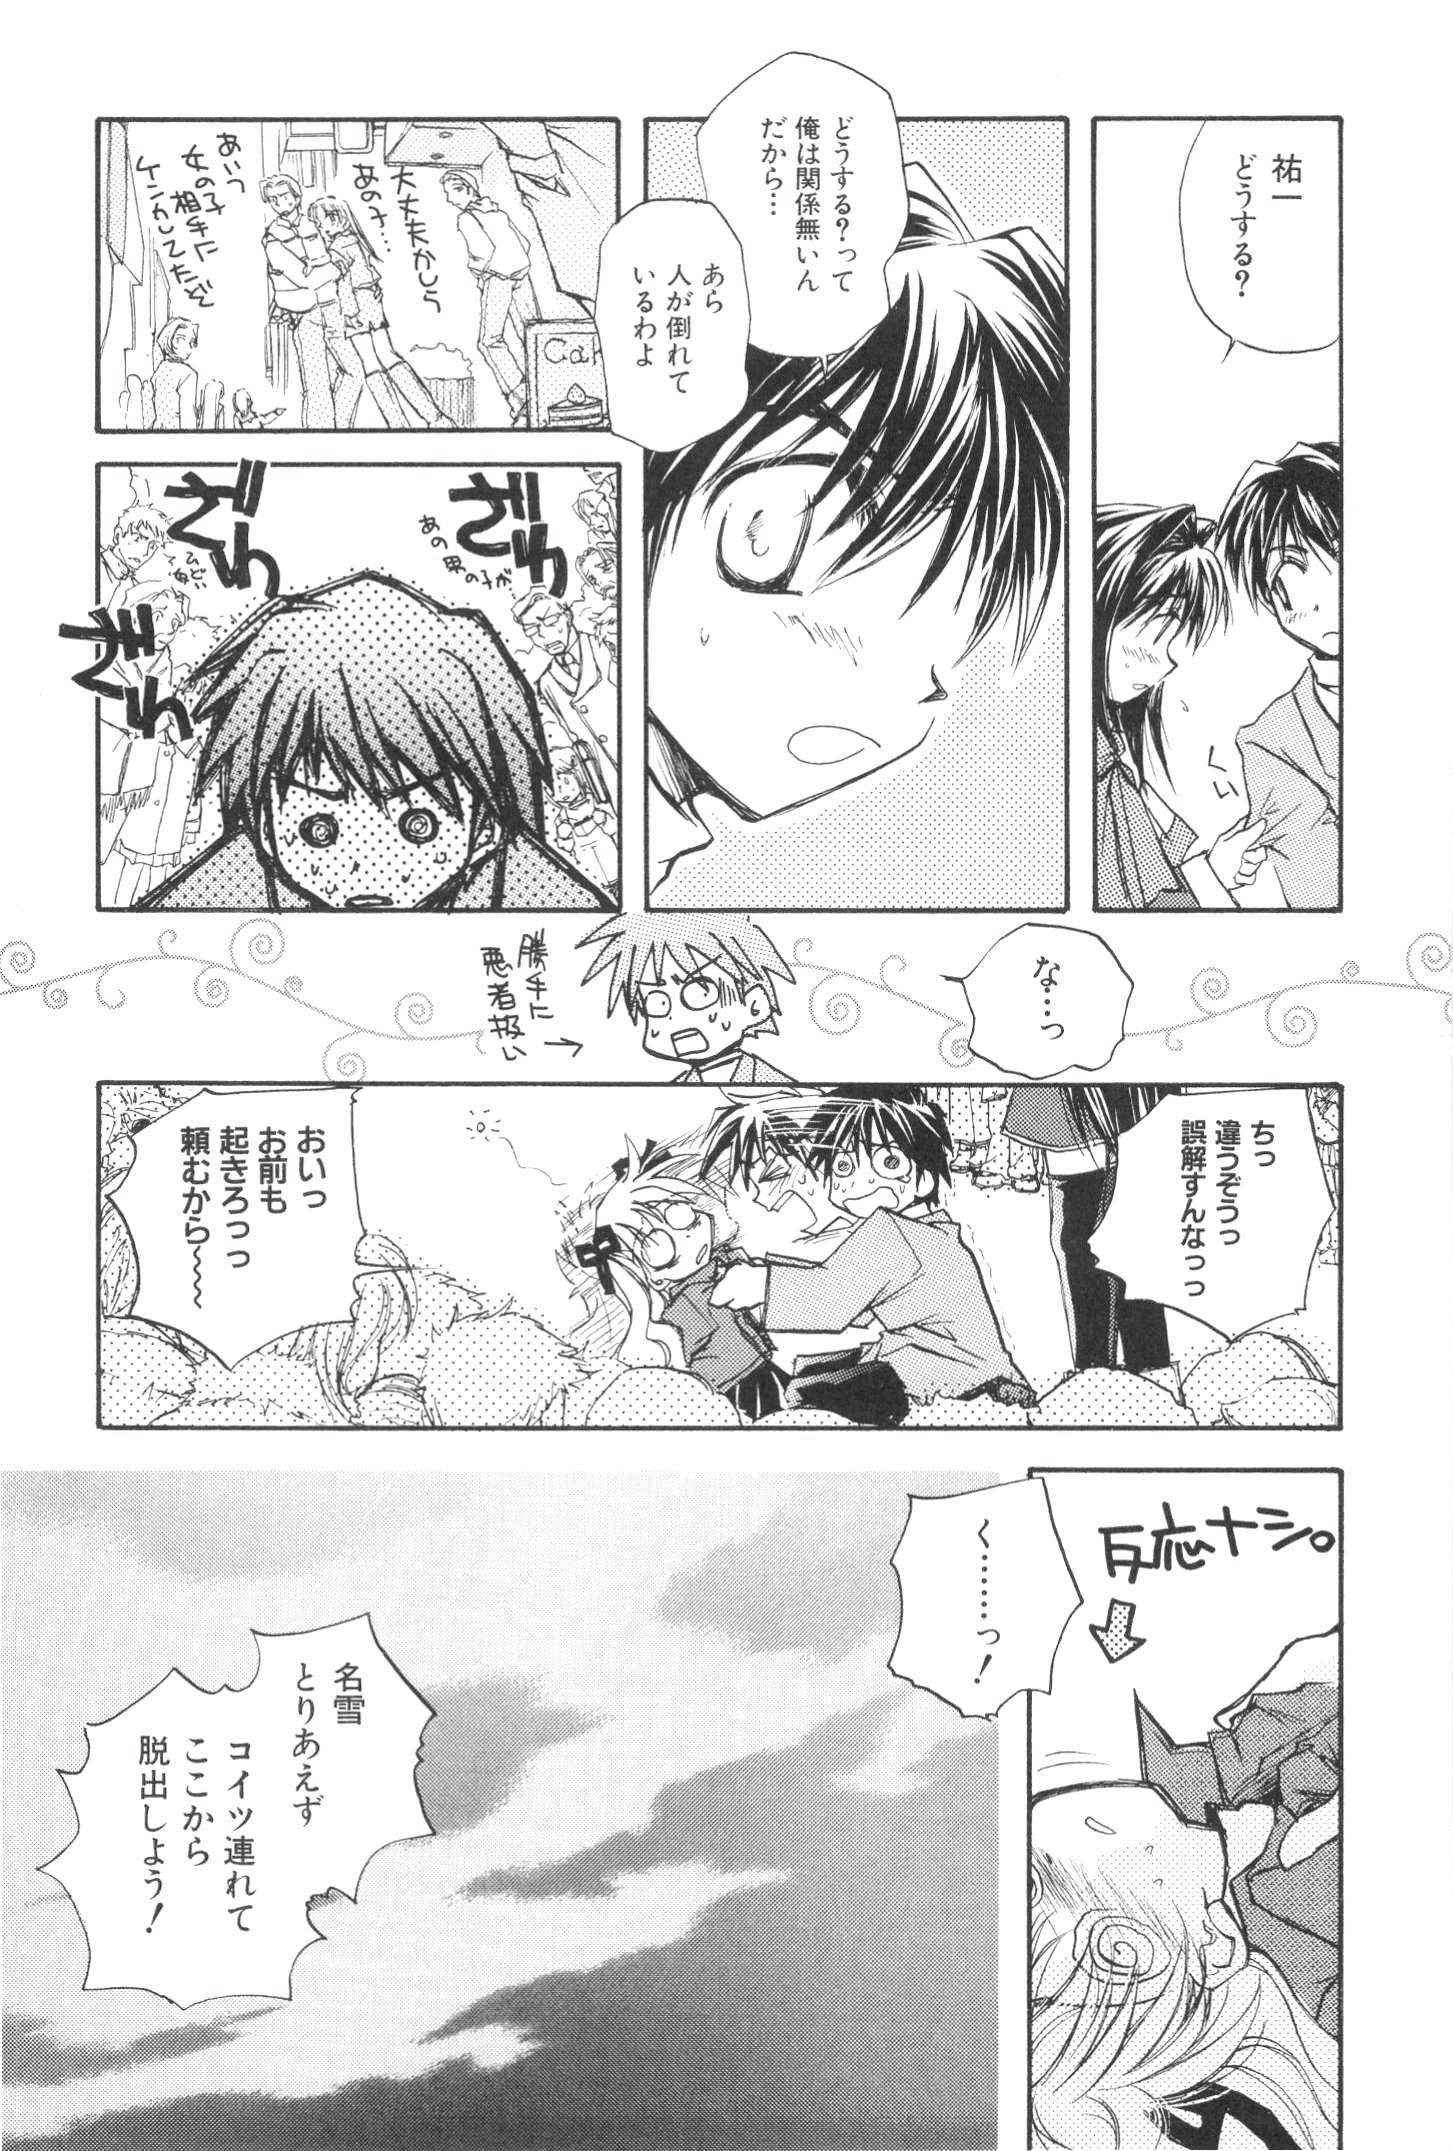 祐一
どうする？
くい
どうする？って
俺は関係無いん
だから…
あら
人が倒れて
いるわよ
大丈夫かしら
あの子…
あいつ
女の子
相手に
ケンカしてたぞ
Cak
ざわ
あの男の子が
ざわ
ひどい
ざわ
な…っ
勝手に
悪者扱い
→
ちっ
違うぞうっ
誤解すんなっっ
おいっ
お前も
起きろっっ
頼むから～～～
反応ナシ。
く……っ！
名雪
とりあえず
コイツ連れて
ここから
脱出しよう！